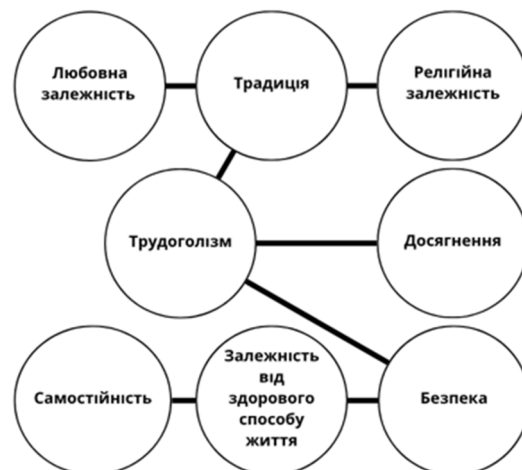 Любовна
залежність
Традиція
Релігійна
залежність
Трудоголізм
Досягнення
Самостійність
Залежність
від
здорового
способу
життя
Безпека